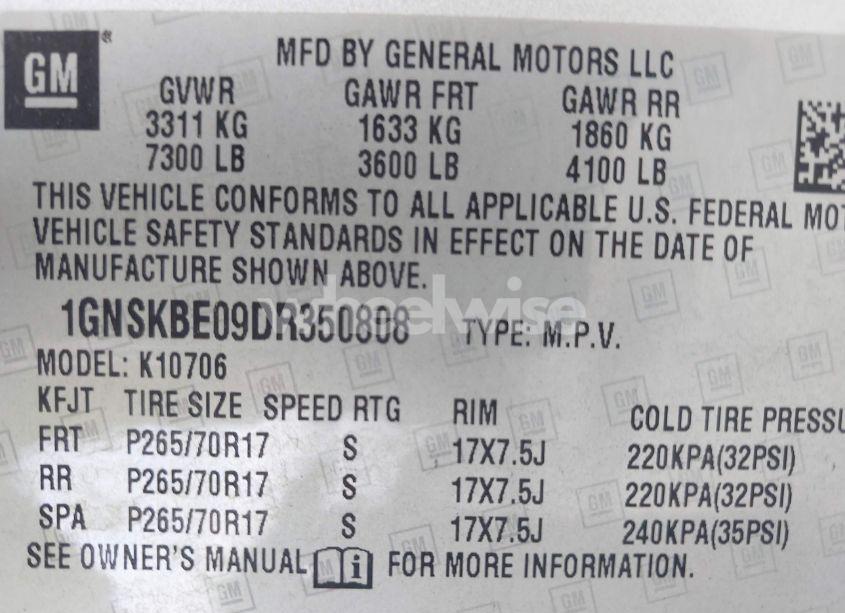 GM ®
MFD BY GENERAL MOTORS LLC
GVWR GAWR FRT GAWR RR
3311 KG 1633 KG 1860 KG
7300 LB 3600 LB 4100 LB
THIS VEHICLE CONFORMS TO ALL APPLICABLE U.S. FEDERAL MOT
VEHICLE SAFETY STANDARDS IN EFFECT ON THE DATE OF
MANUFACTURE SHOWN ABOVE.
1GNSKBE09DR350808 TYPE: M.P.V.
wheelwise
MODEL: K10706
KFJT TIRE SIZE SPEED RTG RIM COLD TIRE PRESSU
FRT P265/70R17 S 17X7.5J 220KPA(32PSI)
RR P265/70R17 S 17X7.5J 220KPA(32PSI)
SPA P265/70R17 S 17X7.5J 240KPA(35PSI)
SEE OWNER'S MANUAL i FOR MORE INFORMATION.